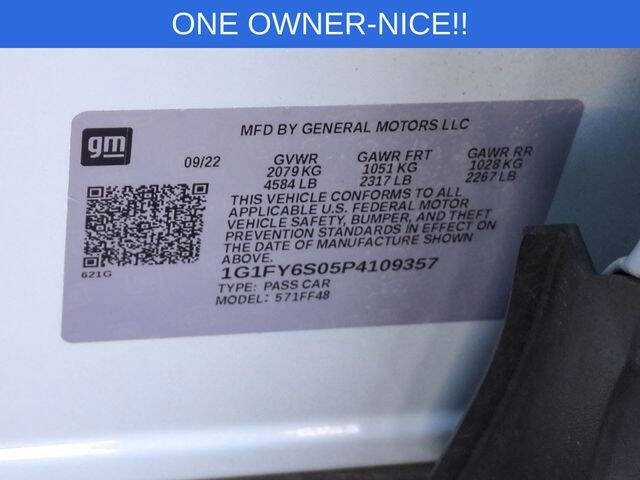 ONE OWNER-NICE!!
gm
MFD BY GENERAL MOTORS LLC
09/22 GVWR GAWR FRT GAWR RR
2079 KG 1051 KG 1028 KG
4584 LB 2317 LB 2267 LB
THIS VEHICLE CONFORMS TO ALL
APPLICABLE U.S. FEDERAL MOTOR
VEHICLE SAFETY, BUMPER, AND THEFT
PREVENTION STANDARDS IN EFFECT ON
THE DATE OF MANUFACTURE SHOWN
ABOVE.
621G
1G1FY6S05P4109357
TYPE: PASS CAR
MODEL: 571FF48